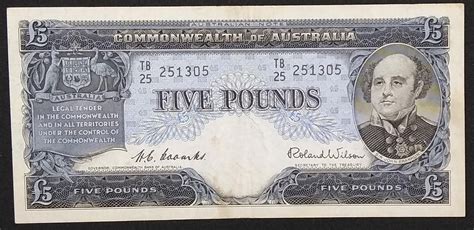 AUSTRALIAN NOTE
£5 COMMONWEALTH OF AUSTRALIA £5
TB 25 251305 TB 25 251305
AUSTRALIA
FIVE POUNDS
LEGAL TENDER
IN THE COMMONWEALTH
AND IN ALL TERRITORIES
UNDER THE CONTROL OF
THE COMMONWEALTH
H.C. Coombs Roland Wilson
SECRETARY TO THE TREASURY
£5 FIVE POUNDS FIVE POUNDS £5